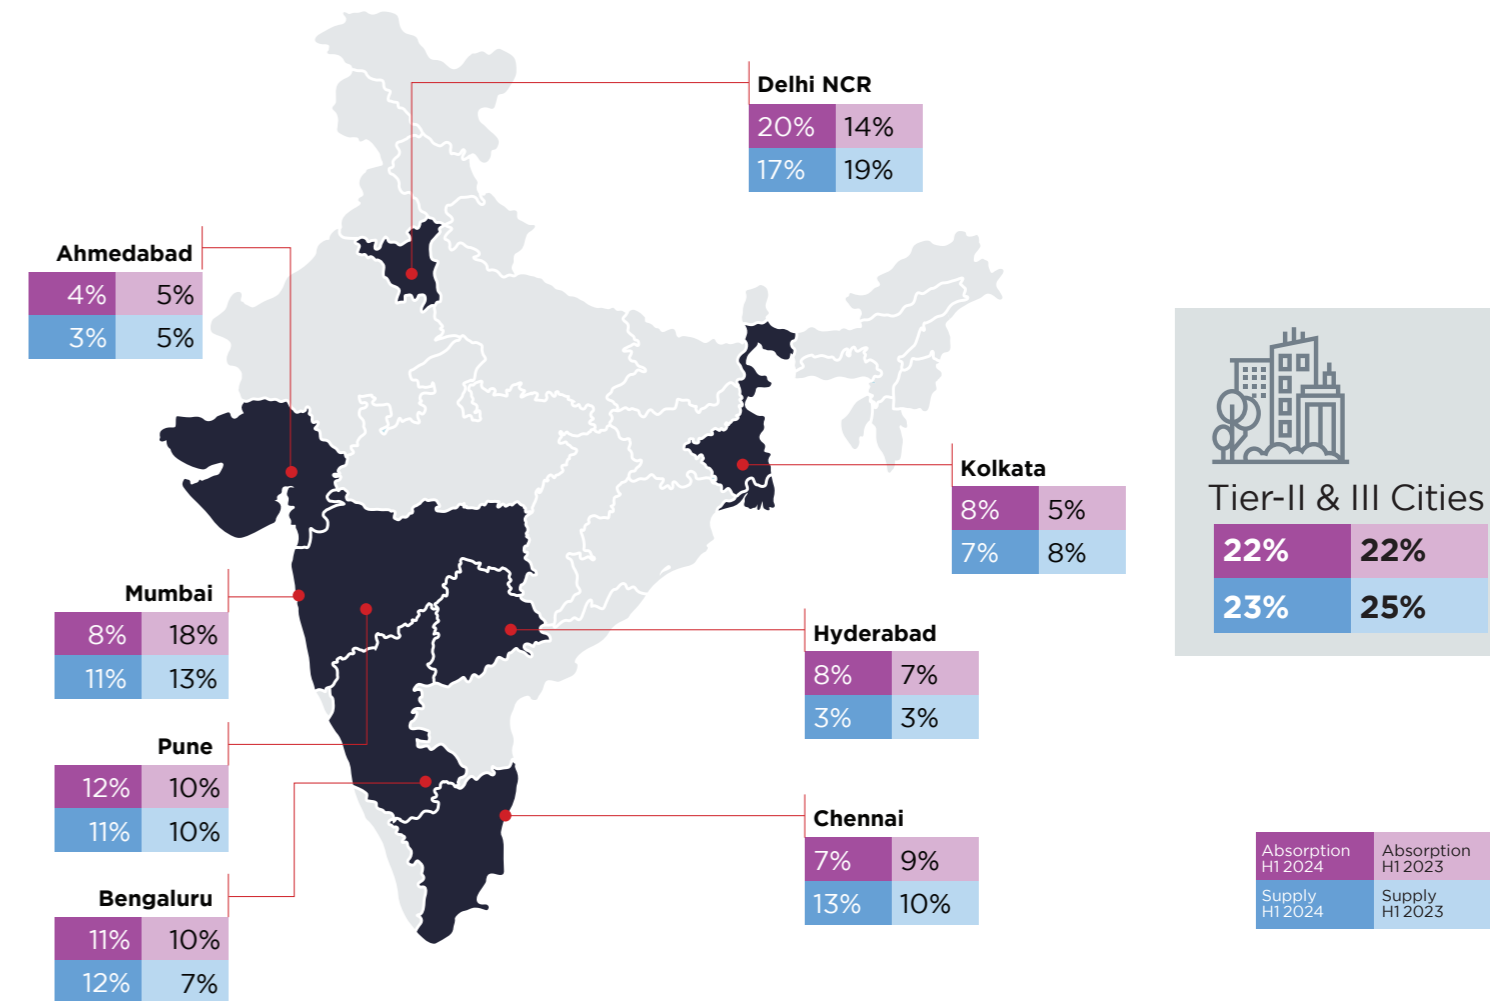 Delhi NCR
20% 14%
17% 19%
Ahmedabad
4% 5%
3% 5%
Kolkata
8% 5%
7% 8%
Tier-II & III Cities
22% 22%
23% 25%
Mumbai
8% 18%
11% 13%
Hyderabad
8% 7%
3% 3%
Pune
12% 10%
11% 10%
Chennai
7% 9%
13% 10%
Bengaluru
11% 10%
12% 7%
Absorption
H1 2024
Absorption
H1 2023
Supply
H1 2024
Supply
H1 2023